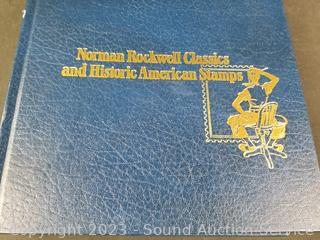 Norman Rockwell Classics
and Historic American Stamps
Copyright 2023 - Sound Auction Service